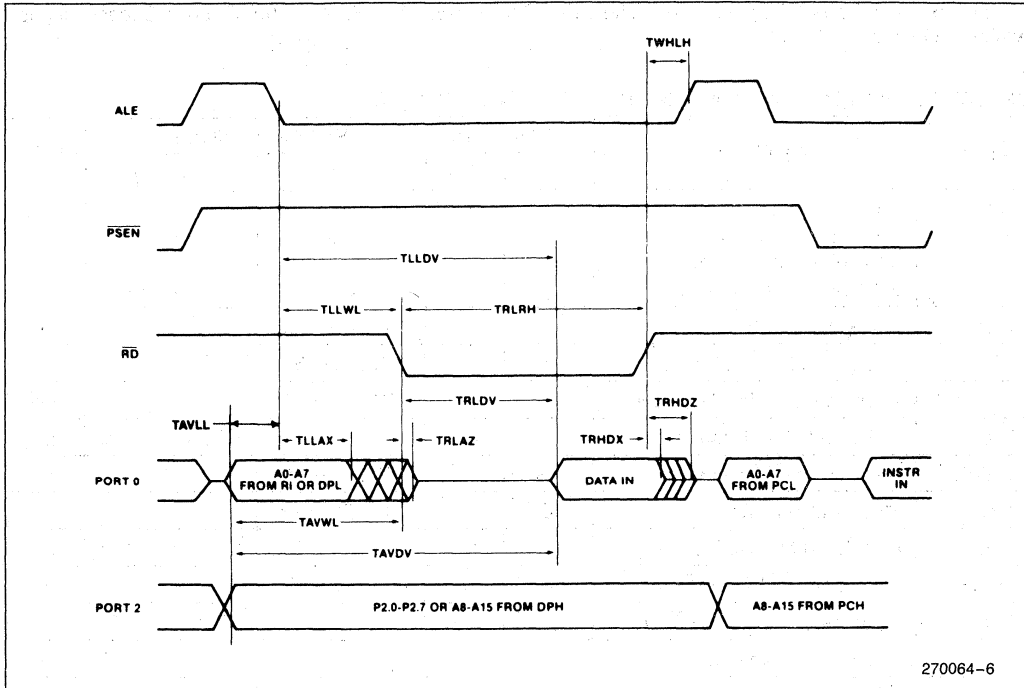 TWHLH
ALE
PSEN
TLLDV
TLLWL
TRLRH
RD
TRLDV
TRHDZ
TAVLL
TLLAX
TRLAZ
TRHDX
PORT 0
A0-A7
FROM Ri OR DPL
DATA IN
A0-A7
FROM PCL
INSTR
IN
TAVWL
TAVDV
PORT 2
P2.0-P2.7 OR A8-A15 FROM DPH
A8-A15 FROM PCH
270064-6